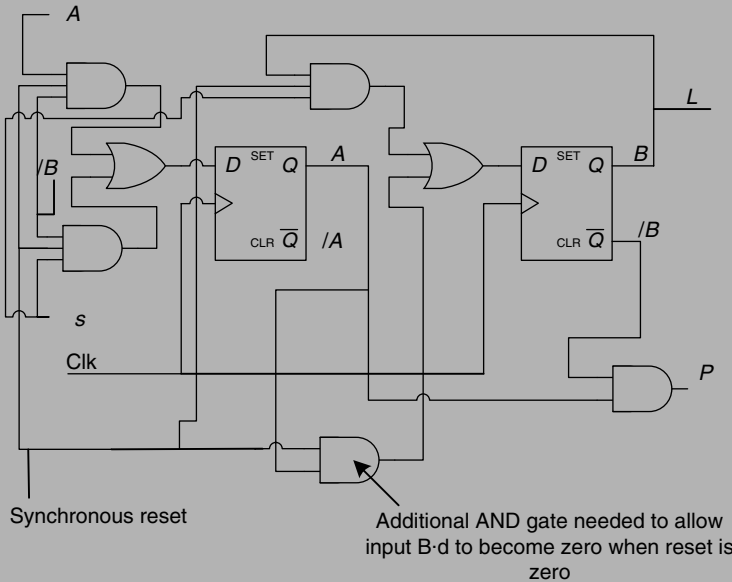 A
L
/B
D SET Q
A
CLR Q̅
/A
D SET Q
B
CLR Q̅
/B
s
Clk
P
Synchronous reset
Additional AND gate needed to allow
input B·d to become zero when reset is
zero